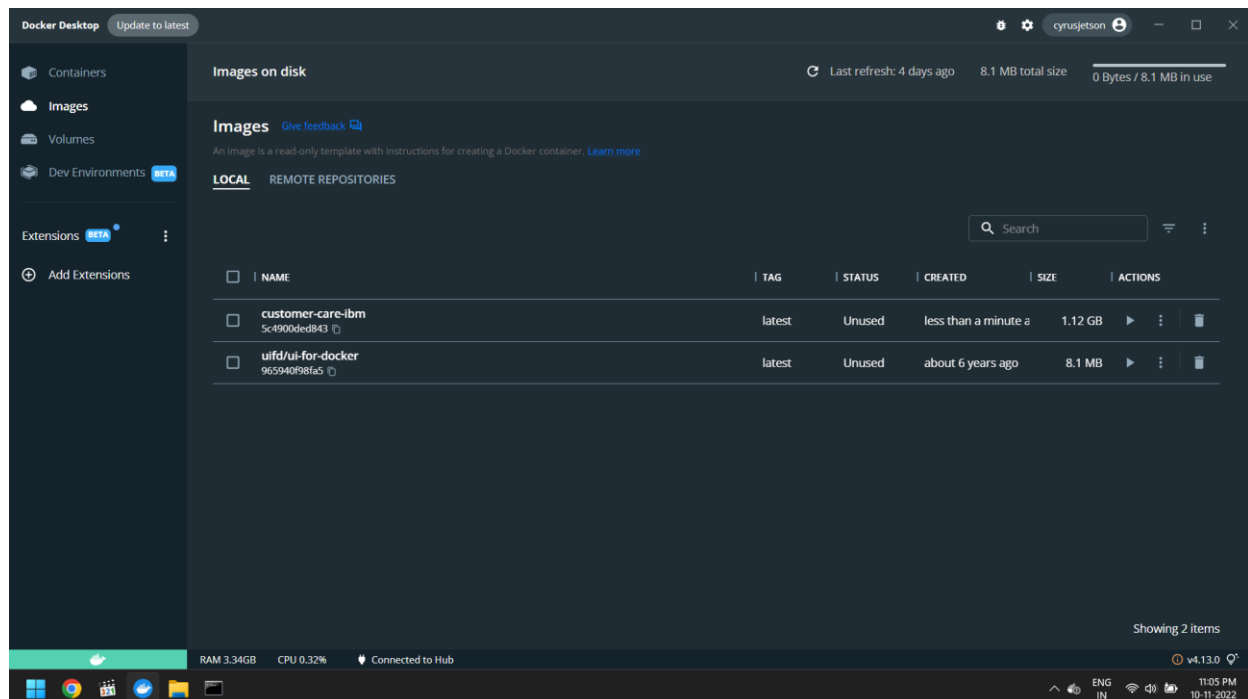 Docker Desktop Update to latest cyrusjetson
Containers
Images
Volumes
Dev Environments BETA
Extensions BETA
Add Extensions
Images on disk Last refresh: 4 days ago 8.1 MB total size 0 Bytes / 8.1 MB in use
Images Give feedback
An image is a read-only template with instructions for creating a Docker container. Learn more
LOCAL REMOTE REPOSITORIES
Search
NAME TAG STATUS CREATED SIZE ACTIONS
customer-care-ibm latest Unused less than a minute a 1.12 GB
5c4900ded843
uifd/ui-for-docker latest Unused about 6 years ago 8.1 MB
965940f98fa5
Showing 2 items
RAM 3.34GB CPU 0.32% Connected to Hub v4.13.0
321
ENG 11:05 PM
IN 10-11-2022